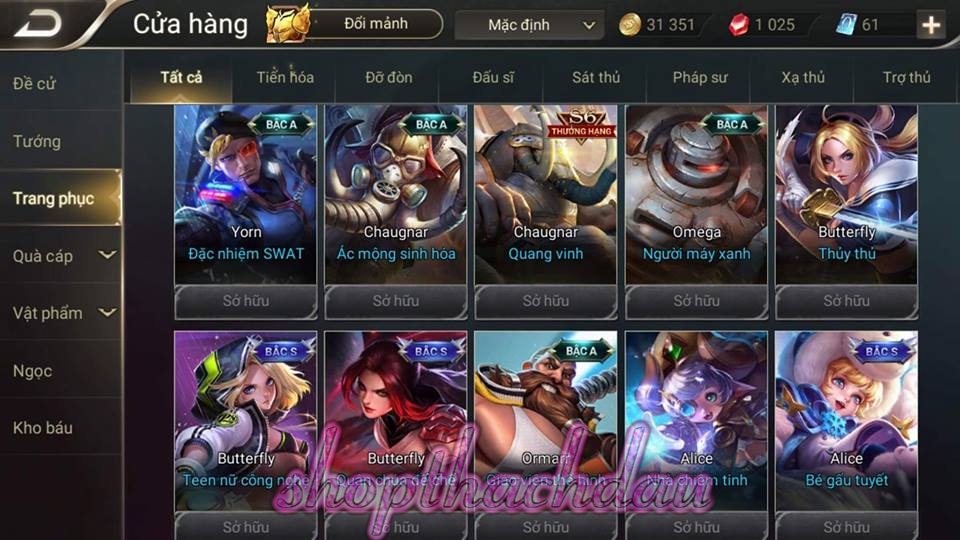 Cửa hàng
Đổi mảnh
Mặc định
31 351
1 025
61
Đề cử
Tướng
Trang phục
Quà cáp
Vật phẩm
Ngọc
Kho báu
Tất cả
Tiến hóa
Đỡ đòn
Đấu sĩ
Sát thủ
Pháp sư
Xạ thủ
Trợ thủ
BẬC A
Yorn
Đặc nhiệm SWAT
Sở hữu
BẬC A
Chaugnar
Ác mộng sinh hóa
Sở hữu
S6
THƯỞNG HẠNG
Chaugnar
Quang vinh
Sở hữu
BẬC A
Omega
Người máy xanh
Sở hữu
Butterfly
Thủy thủ
Sở hữu
BẬC S
Butterfly
Teen nữ công nghệ
Sở hữu
BẬC S
Butterfly
Quận chúa đế chế
Sở hữu
BẬC A
Ormarr
Giáo viên thể hình
Sở hữu
Alice
Nhà chiêm tinh
Sở hữu
BẬC S
Alice
Bé gấu tuyết
Sở hữu
shopthachdau